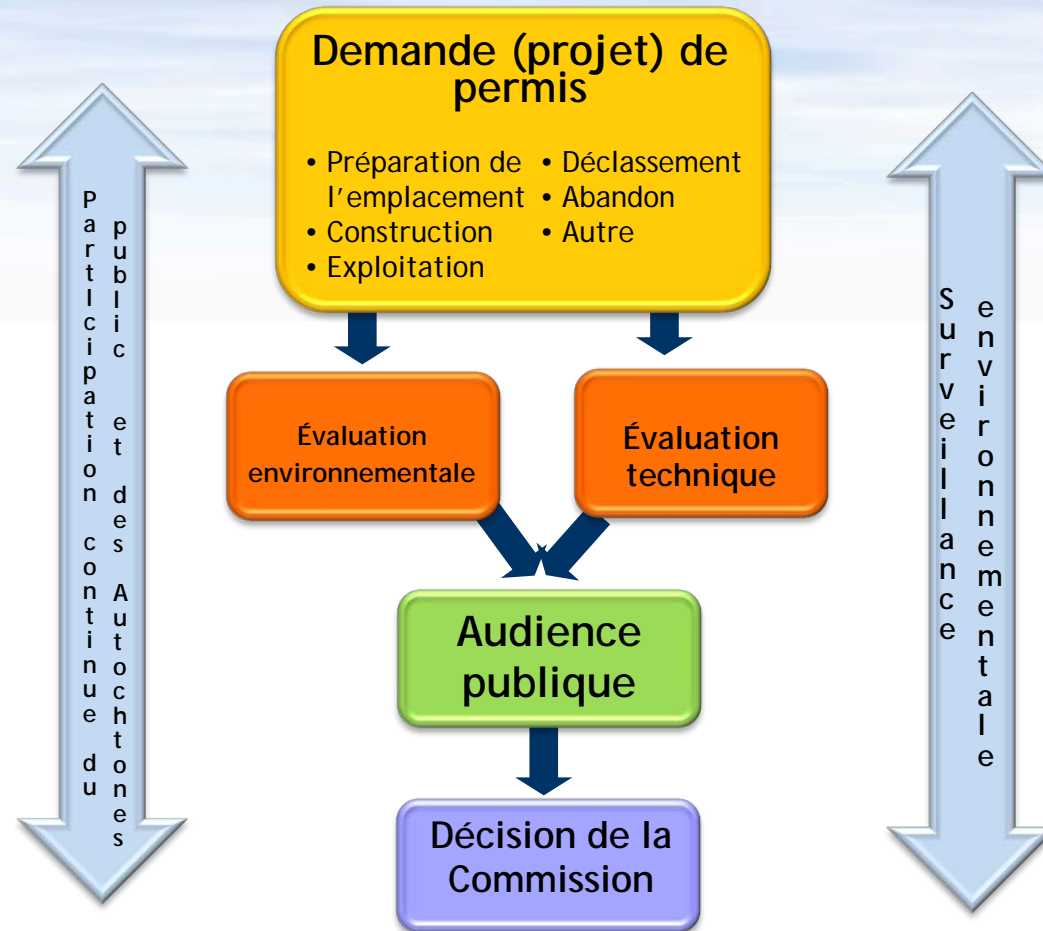 Demande (projet) de
permis
• Préparation de
l'emplacement
• Construction
• Exploitation
• Déclassement
• Abandon
• Autre
Participation continue du
public et des Autochtones
Surveillance
environnementale
Évaluation
environnementale
Évaluation
technique
Audience
publique
Décision de la
Commission